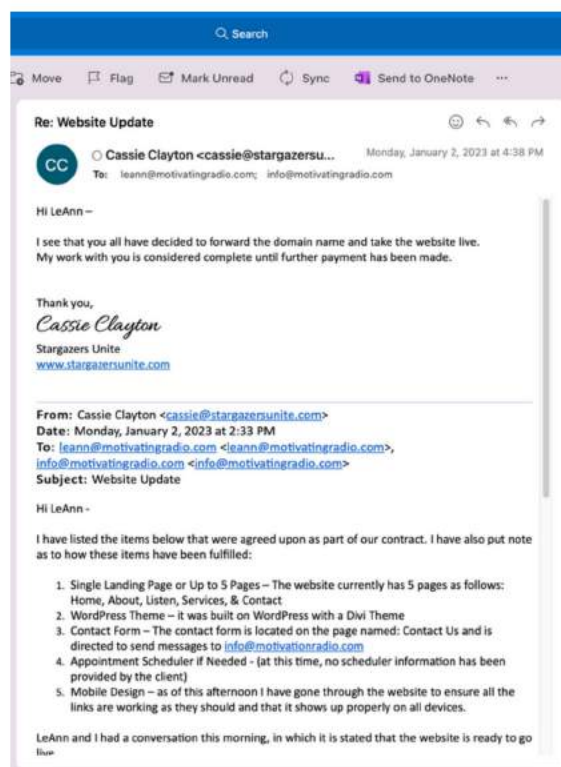 Search
Move Flag Mark Unread Sync Send to OneNote ...
Re: Website Update
CC
Cassie Clayton <cassie@stargazersu... Monday, January 2, 2023 at 4:38 PM
To: leann@motivatingradio.com; info@motivatingradio.com
Hi LeAnn –
I see that you all have decided to forward the domain name and take the website live.
My work with you is considered complete until further payment has been made.
Thank you,
Cassie Clayton
Stargazers Unite
www.stargazersunite.com
From: Cassie Clayton <cassie@stargazersunite.com>
Date: Monday, January 2, 2023 at 2:33 PM
To: leann@motivatingradio.com <leann@motivatingradio.com>,
info@motivatingradio.com <info@motivatingradio.com>
Subject: Website Update
Hi LeAnn -
I have listed the items below that were agreed upon as part of our contract. I have also put note
as to how these items have been fulfilled:
1. Single Landing Page or Up to 5 Pages – The website currently has 5 pages as follows:
Home, About, Listen, Services, & Contact
2. WordPress Theme – it was built on WordPress with a Divi Theme
3. Contact Form – The contact form is located on the page named: Contact Us and is
directed to send messages to info@motivationradio.com
4. Appointment Scheduler if Needed - (at this time, no scheduler information has been
provided by the client)
5. Mobile Design – as of this afternoon I have gone through the website to ensure all the
links are working as they should and that it shows up properly on all devices.
LeAnn and I had a conversation this morning, in which it is stated that the website is ready to go
live